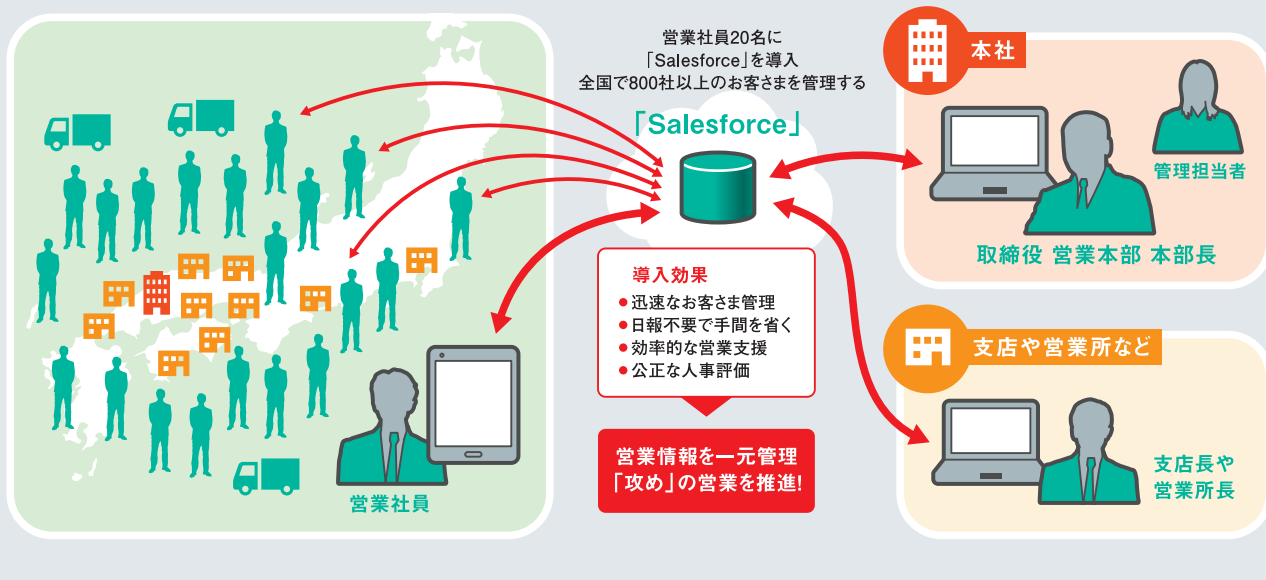 営業社員20名に
「Salesforce」を導入
全国で800社以上のお客さまを管理する
「Salesforce」
導入効果
●迅速なお客さま管理
●日報不要で手間を省く
●効率的な営業支援
●公正な人事評価
営業情報を一元管理
「攻め」の営業を推進!
営業社員
本社
管理担当者
取締役 営業本部 本部長
支店や営業所など
支店長や
営業所長